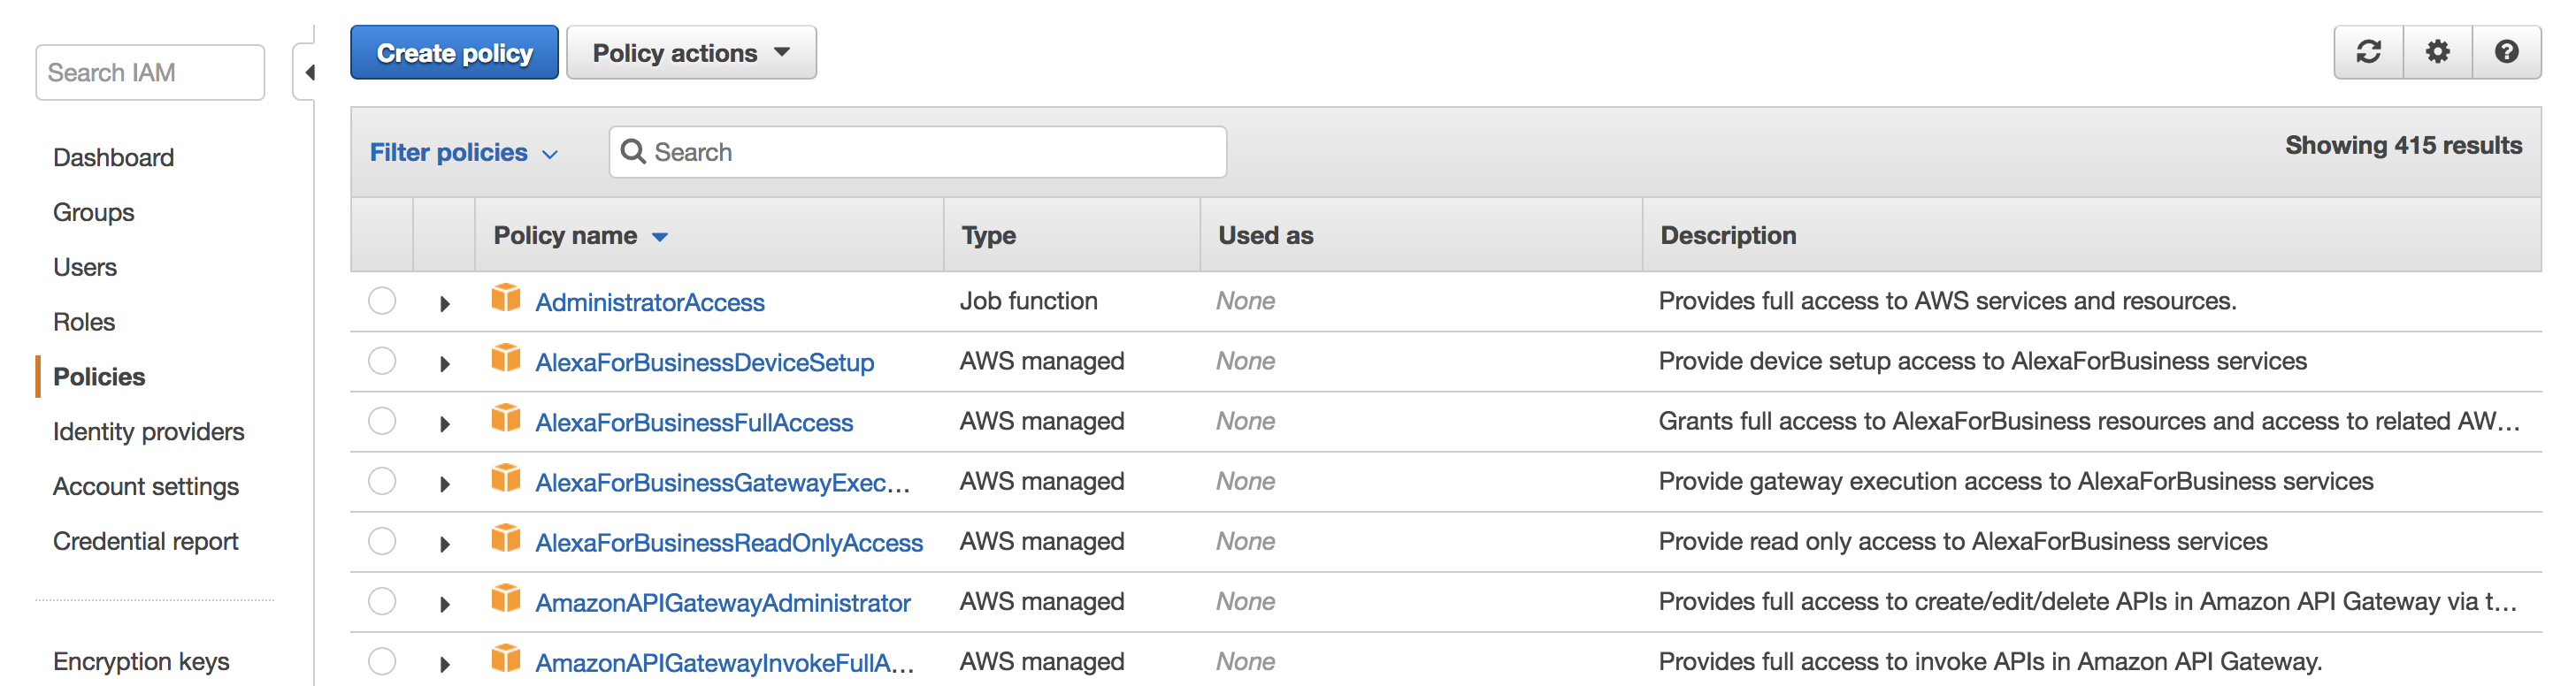 Search IAM
Dashboard
Groups
Users
Roles
Policies
Identity providers
Account settings
Credential report
Encryption keys
Create policy Policy actions
Filter policies Search Showing 415 results
Policy name Type Used as Description
AdministratorAccess Job function None Provides full access to AWS services and resources.
AlexaForBusinessDeviceSetup AWS managed None Provide device setup access to AlexaForBusiness services
AlexaForBusinessFullAccess AWS managed None Grants full access to AlexaForBusiness resources and access to related AW...
AlexaForBusinessGatewayExec... AWS managed None Provide gateway execution access to AlexaForBusiness services
AlexaForBusinessReadOnlyAccess AWS managed None Provide read only access to AlexaForBusiness services
AmazonAPIGatewayAdministrator AWS managed None Provides full access to create/edit/delete APIs in Amazon API Gateway via t...
AmazonAPIGatewayInvokeFullA... AWS managed None Provides full access to invoke APIs in Amazon API Gateway.